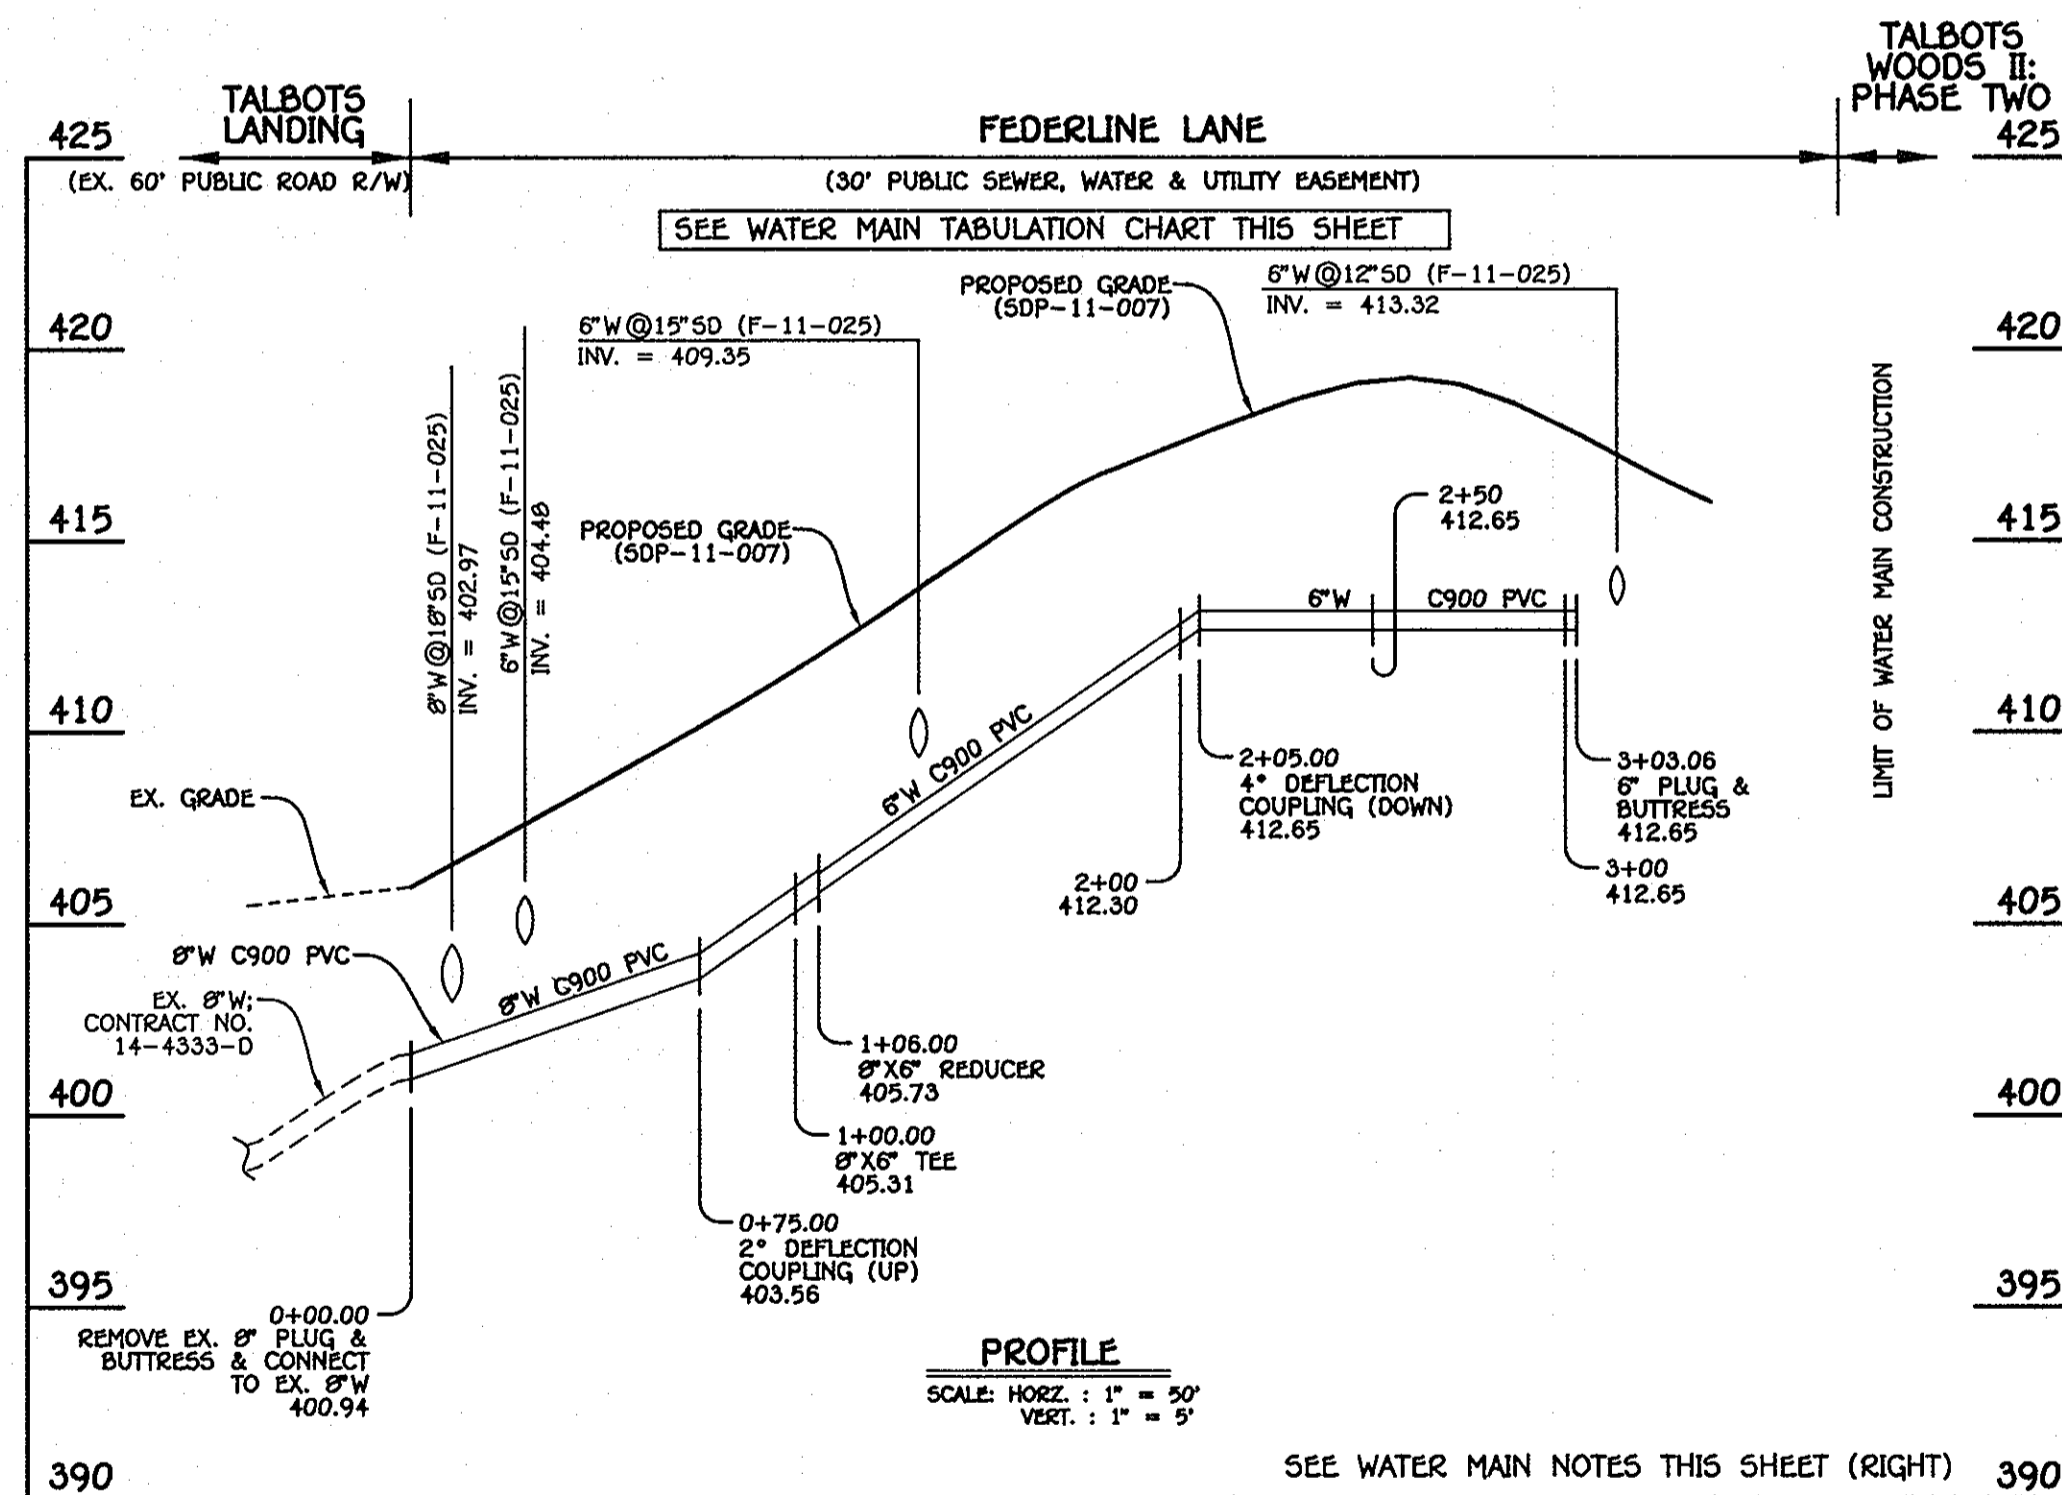 TALBOTS
WOODS II:
PHASE TWO
TALBOTS
LANDING
FEDERLINE LANE
425
425
(EX. 60' PUBLIC ROAD R/W)
(30' PUBLIC SEWER, WATER & UTILITY EASEMENT)
SEE WATER MAIN TABULATION CHART THIS SHEET
PROPOSED GRADE
(SDP-11-007)
6"W@12"SD (F-11-025)
INV. = 413.32
420
420
6"W@15"SD (F-11-025)
INV. = 409.35
8"W@18"SD (F-11-025)
INV. = 402.97
6"W@15"SD (F-11-025)
INV. = 404.48
LIMIT OF WATER MAIN CONSTRUCTION
2+50
412.65
415
415
PROPOSED GRADE
(SDP-11-007)
6"W
C900 PVC
410
410
6"W C900 PVC
2+05.00
4° DEFLECTION
COUPLING (DOWN)
412.65
3+03.06
6" PLUG &
BUTTRESS
412.65
EX. GRADE
2+00
412.30
3+00
412.65
405
405
8"W C900 PVC
8"W C900 PVC
EX. 8"W;
CONTRACT NO.
14-4333-D
1+06.00
8"X6" REDUCER
405.73
400
400
1+00.00
8"X6" TEE
405.31
0+75.00
2° DEFLECTION
COUPLING (UP)
403.56
395
395
0+00.00
REMOVE EX. 8" PLUG &
BUTTRESS & CONNECT
TO EX. 8"W
400.94
PROFILE
SCALE: HORZ. : 1" = 50'
VERT. : 1" = 5'
SEE WATER MAIN NOTES THIS SHEET (RIGHT)
390
390